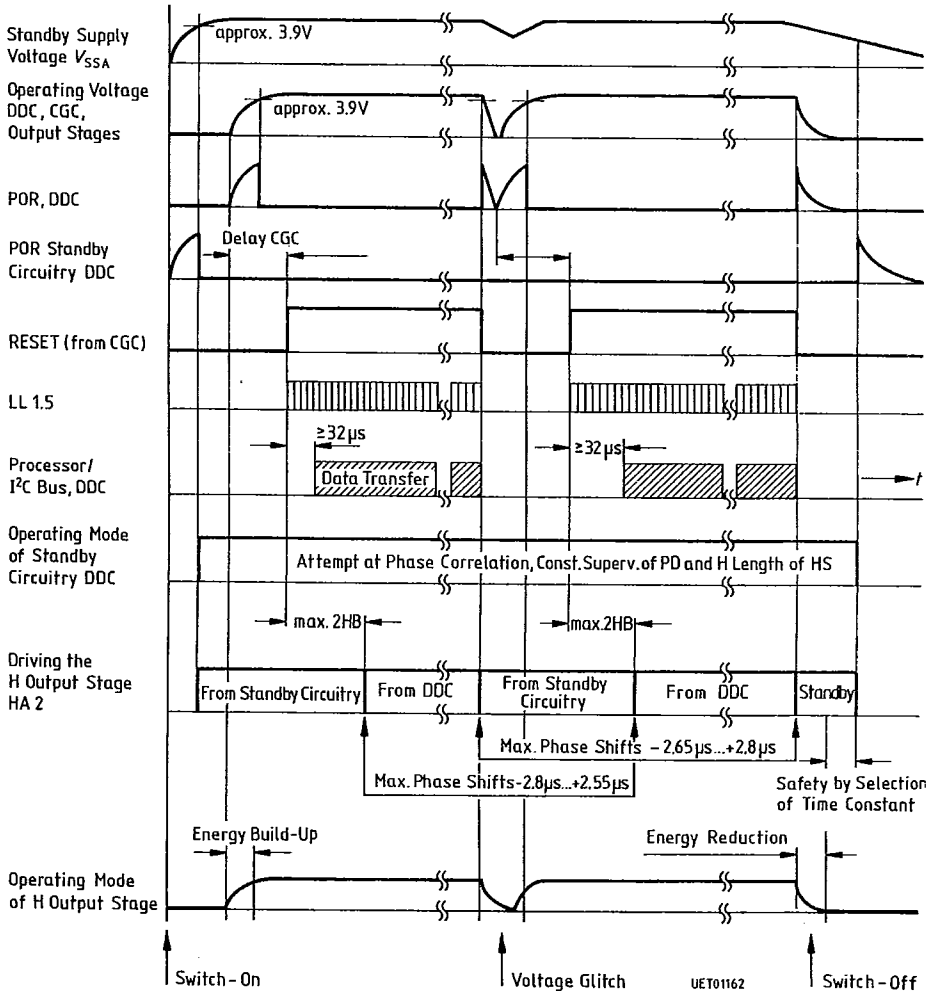 Standby Supply
Voltage VSSA
approx. 3.9V
Operating Voltage
DDC, CGC,
Output Stages
approx. 3.9V
POR, DDC
Delay CGC
POR Standby
Circuitry DDC
RESET (from CGC)
LL 1.5
≥32µs
≥32µs
Processor/
I²C Bus, DDC
Data Transfer
t
Operating Mode
of Standby
Circuitry DDC
Attempt at Phase Correlation, Const. Superv. of PD and H Length of HS
max. 2HB
max. 2HB
Driving the
H Output Stage
HA 2
From Standby Circuitry
From DDC
From Standby
Circuitry
From DDC
Standby
Max. Phase Shifts -2,65µs...+2,8µs
Max. Phase Shifts-2.8µs...+2,55µs
Safety by Selection
of Time Constant
Energy Build-Up
Energy Reduction
Operating Mode
of H Output Stage
Switch-On
Voltage Glitch
UET01162
Switch-Off